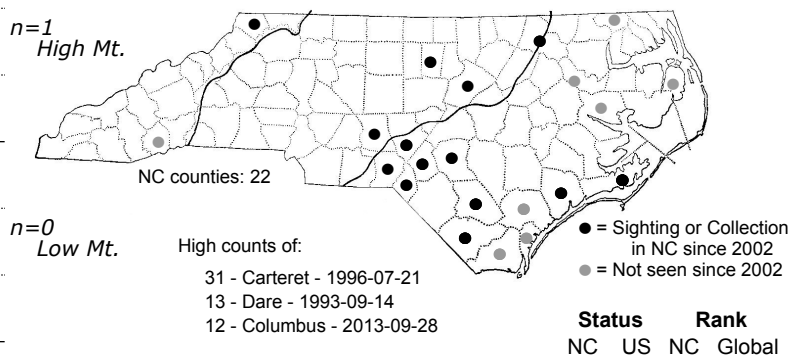 n=1
High Mt.
NC counties: 22
n=0
Low Mt.
High counts of:
31 - Carteret - 1996-07-21
13 - Dare - 1993-09-14
12 - Columbus - 2013-09-28
= Sighting or Collection
in NC since 2002
= Not seen since 2002
Status Rank
NC US NC Global